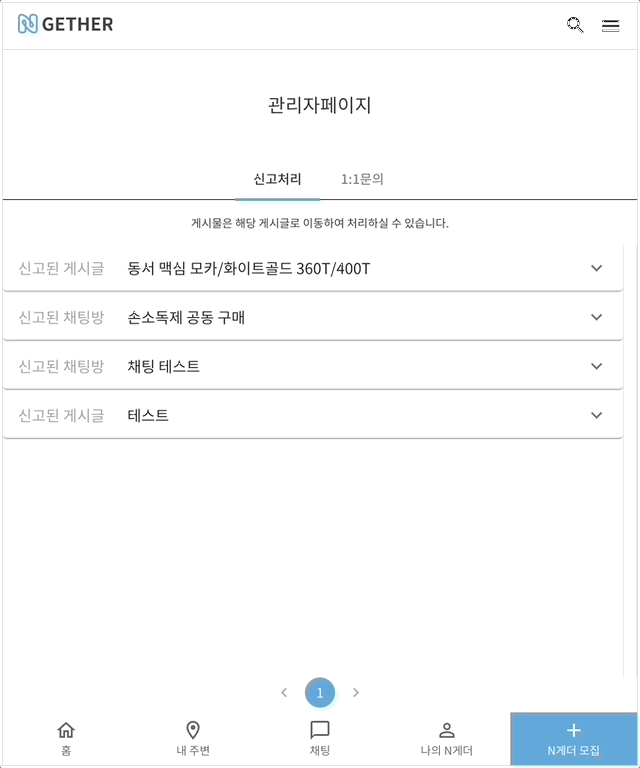 GETHER
관리자페이지
신고처리 1:1문의
게시물은 해당 게시글로 이동하여 처리하실 수 있습니다.
신고된 게시글 동서 맥심 모카/화이트골드 360T/400T
신고된 채팅방 손소독제 공동 구매
신고된 채팅방 채팅 테스트
신고된 게시글 테스트
1
홈 내 주변 채팅 나의 N게더 N게더 모집